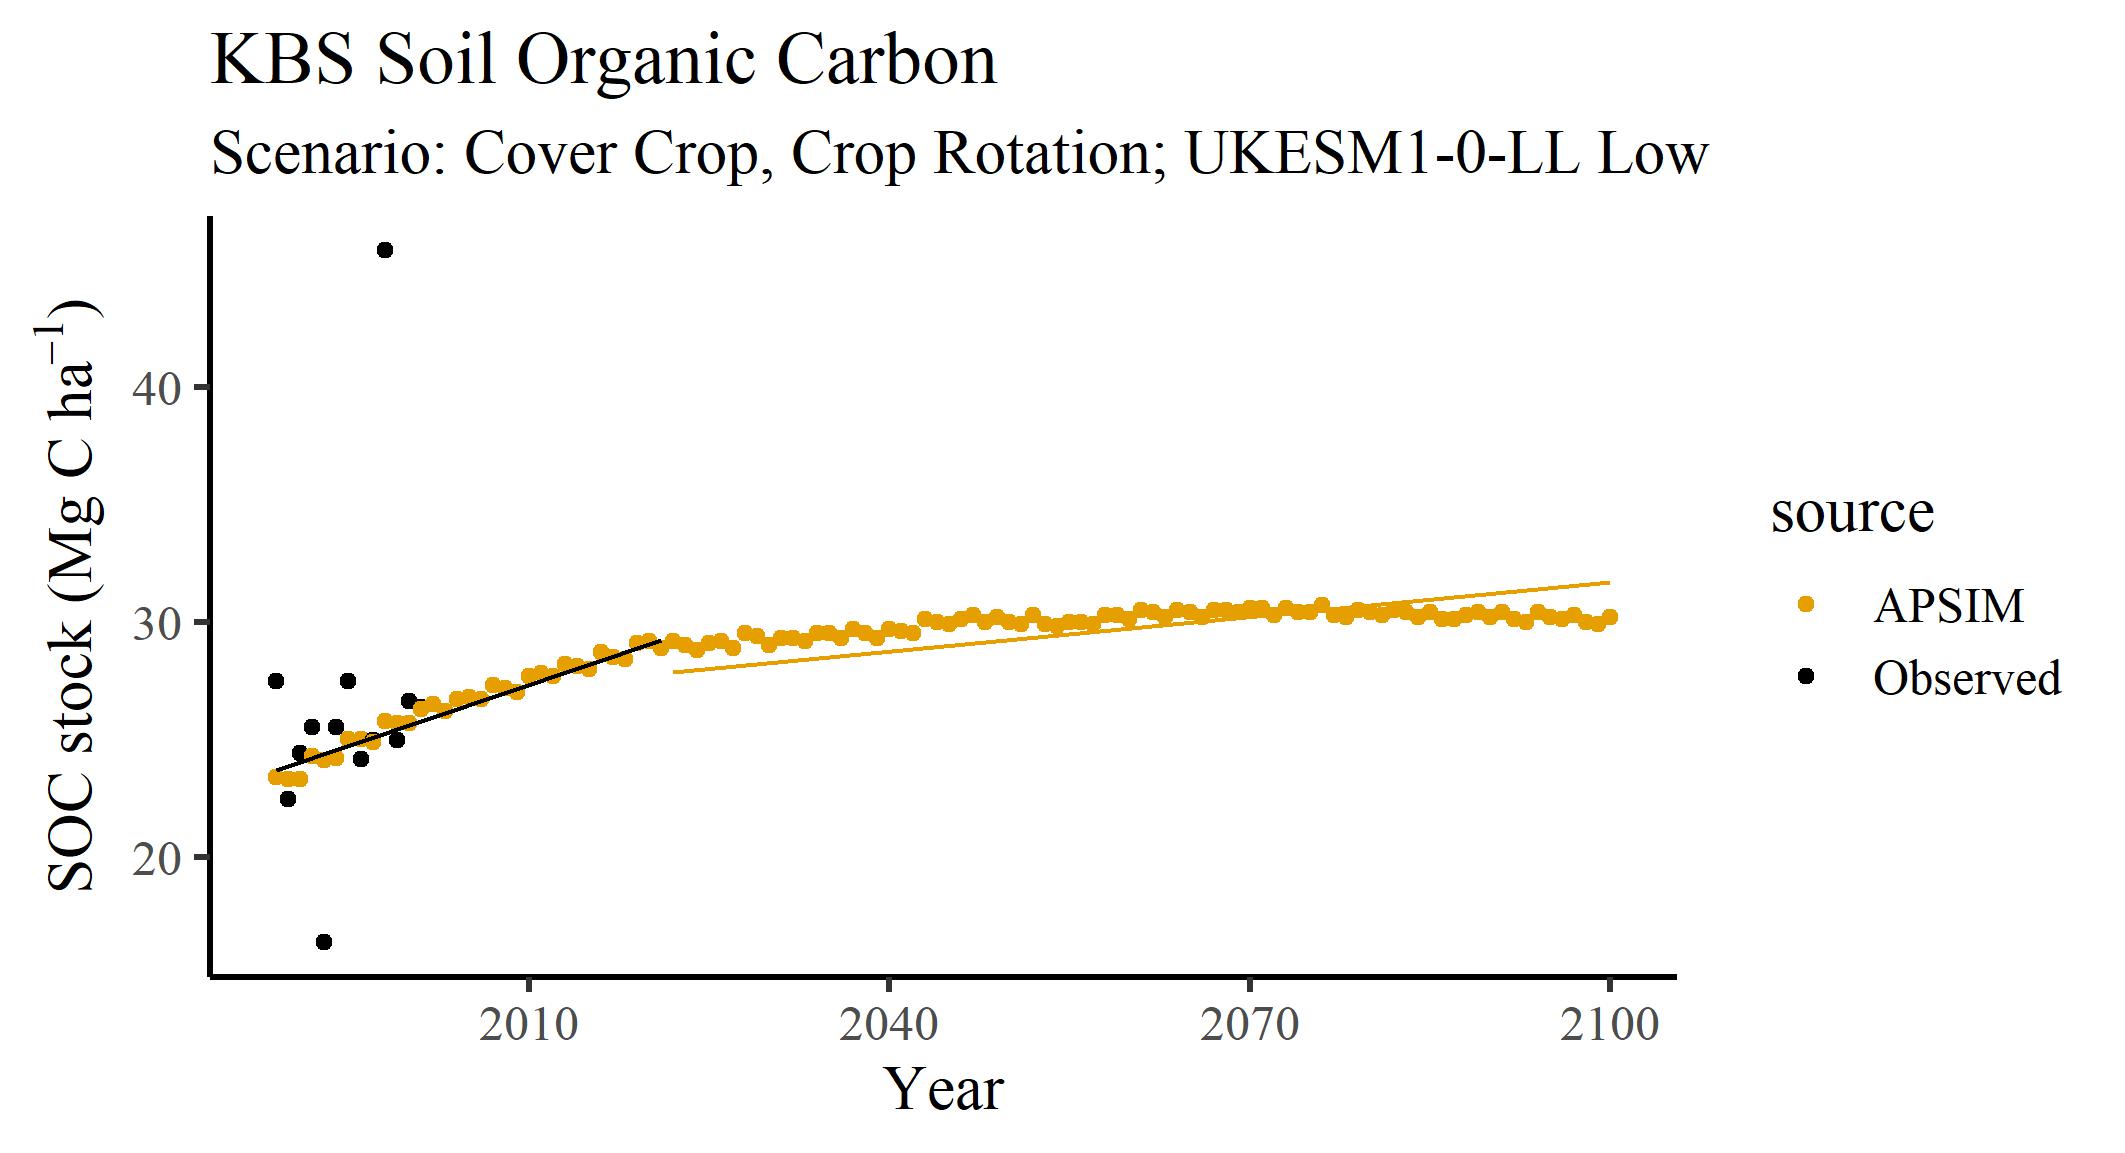 KBS Soil Organic Carbon
Scenario: Cover Crop, Crop Rotation; UKESM1-0-LL Low
SOC stock (Mg C ha⁻¹)
40
30
20
2010
2040
2070
2100
Year
source
APSIM
Observed